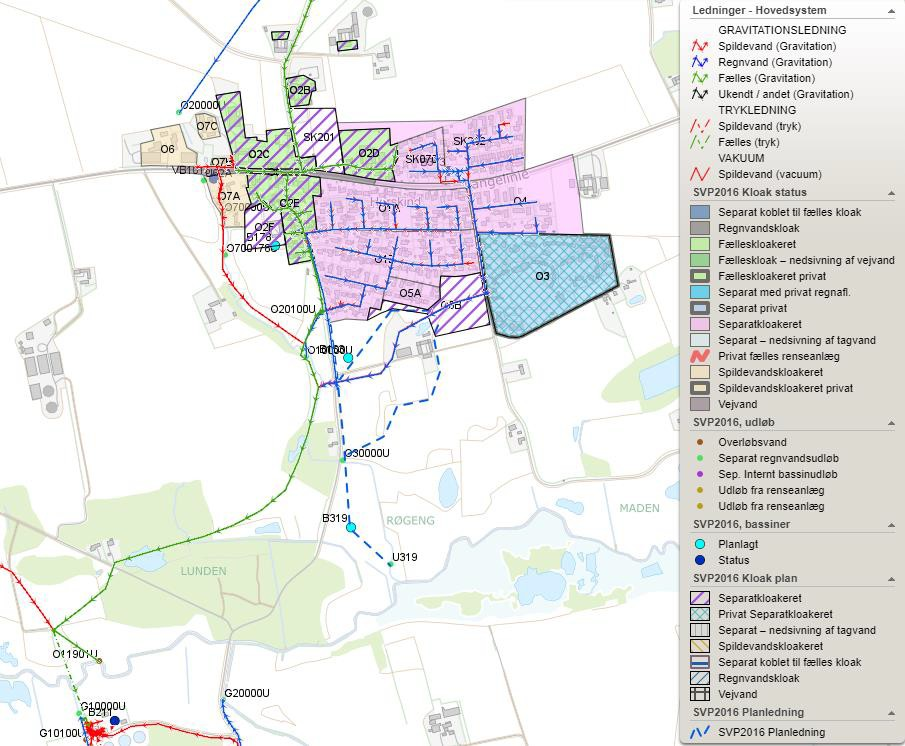 Ledninger - Hovedsystem
GRAVITATIONSLEDNING
Spildevand (Gravitation)
Regnvand (Gravitation)
Fælles (Gravitation)
Ukendt / andet (Gravitation)
TRYKLEDNING
Spildevand (tryk)
Fælles (tryk)
VAKUUM
Spildevand (vacuum)
SVP2016 Kloak status
Separat koblet til fælles kloak
Regnvandskloak
Fælleskloakeret
Fælleskloak – nedsivning af vejvand
Fælleskloakeret privat
Separat med privat regnafl.
Separat privat
Separatkloakeret
Separat – nedsivning af tagvand
Privat fælles renseanlæg
Spildevandskloakeret
Spildevandskloakeret privat
Vejvand
SVP2016, udløb
Overløbsvand
Separat regnvandsudløb
Sep. Internt bassinudløb
Udløb fra renseanlæg
Udløb fra renseanlæg
SVP2016, bassiner
Planlagt
Status
SVP2016 Kloak plan
Separatkloakeret
Privat Separatkloakeret
Separat – nedsivning af tagvand
Spildevandskloakeret
Separat koblet til fælles kloak
Regnvandskloak
Vejvand
SVP2016 Planledning
SVP2016 Planledning
O2B
O20000U
O7C
SK201
O6
O2C
O2D
O7A
O2E
O2F
O3
O5A
O20100U
O30000U
B319
RØGENG
MADEN
U319
LUNDEN
O11901U
G20000U
G10000U